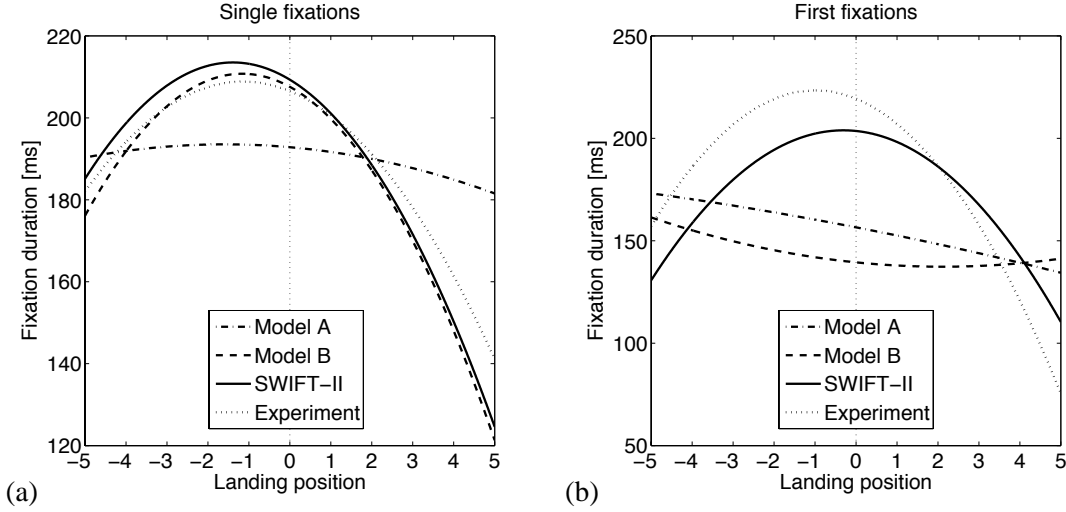 Single fixations
220
200
180
160
140
120
Fixation duration [ms]
Model A
Model B
SWIFT−II
Experiment
−5 −4 −3 −2 −1 0 1 2 3 4 5
Landing position
(a)
First fixations
250
200
150
100
50
Fixation duration [ms]
Model A
Model B
SWIFT−II
Experiment
−5 −4 −3 −2 −1 0 1 2 3 4 5
Landing position
(b)